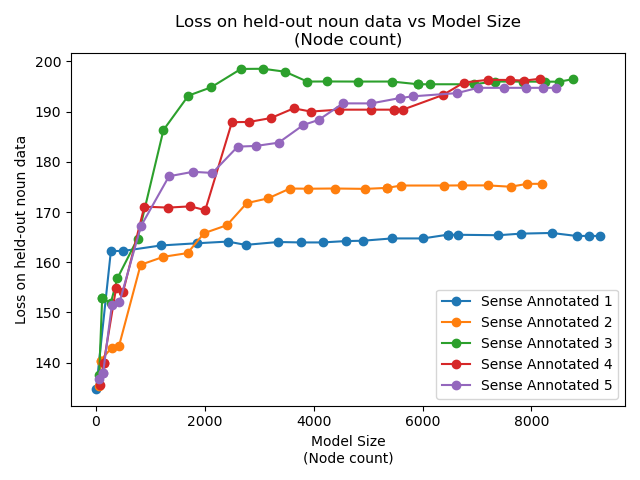 Loss on held-out noun data vs Model Size
(Node count)
Loss on held-out noun data
200
190
180
170
160
150
140
0
2000
4000
6000
8000
Model Size
(Node count)
Sense Annotated 1
Sense Annotated 2
Sense Annotated 3
Sense Annotated 4
Sense Annotated 5